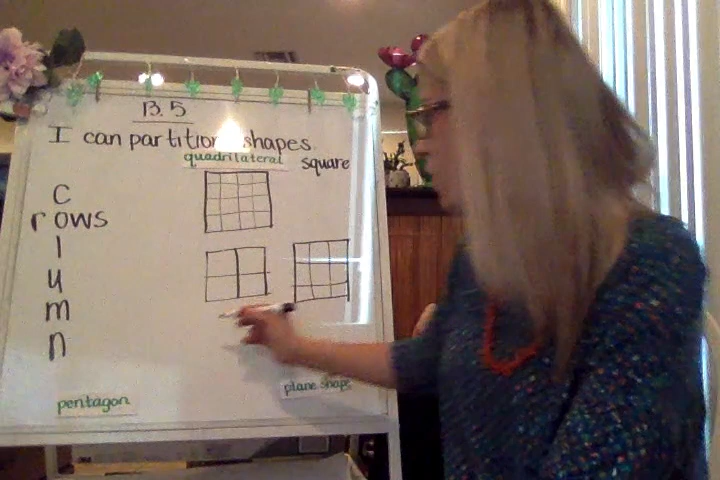 13.5
I can partition shapes.
quadrilateral square
c
rows
l
u
m
n
plane shape
pentagon